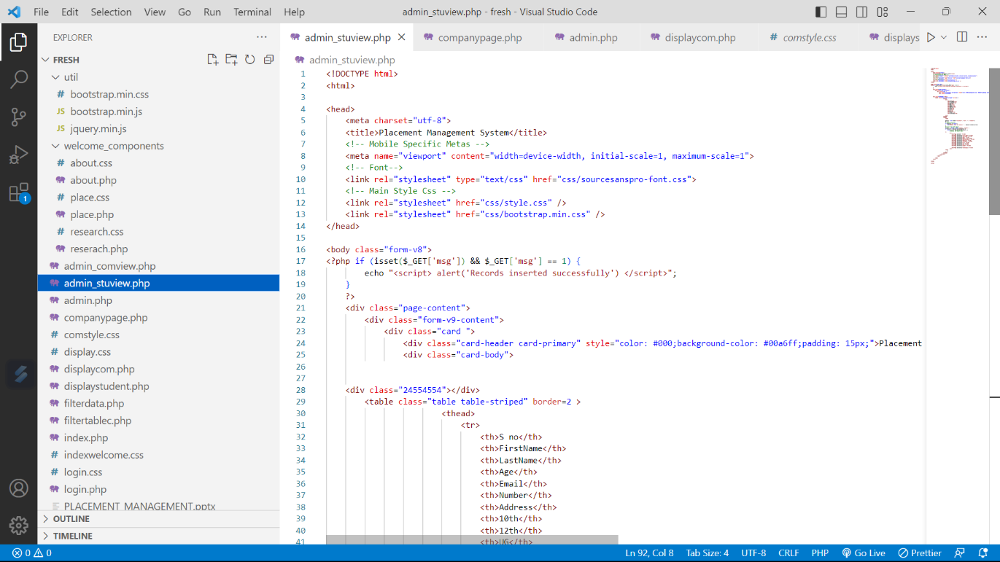 File Edit Selection View Go Run Terminal Help
admin_stuview.php - fresh - Visual Studio Code
EXPLORER
FRESH
util
# bootstrap.min.css
JS bootstrap.min.js
JS jquery.min.js
welcome_components
# about.css
about.php
# place.css
place.php
# research.css
reserach.php
admin_comview.php
admin_stuview.php
admin.php
companypage.php
# comstyle.css
# display.css
displaycom.php
displaystudent.php
filterdata.php
filtertablec.php
index.php
# indexwelcome.css
# login.css
login.php
PLACEMENT_MANAGEMENT.pptx
OUTLINE
TIMELINE
1
admin_stuview.php companypage.php admin.php displaycom.php # comstyle.css displays
admin_stuview.php
1 <!DOCTYPE html>
2 <html>
3
4 <head>
5 <meta charset="utf-8">
6 <title>Placement Management System</title>
7 <!-- Mobile Specific Metas -->
8 <meta name="viewport" content="width=device-width, initial-scale=1, maximum-scale=1">
9 <!-- Font-->
10 <link rel="stylesheet" type="text/css" href="css/sourcesanspro-font.css">
11 <!-- Main Style Css -->
12 <link rel="stylesheet" href="css/style.css" />
13 <link rel="stylesheet" href="css/bootstrap.min.css" />
14 </head>
15
16 <body class="form-v8">
17 <?php if (isset($_GET['msg']) && $_GET['msg'] == 1) {
18 echo "<script> alert('Records inserted successfully') </script>";
19 }
20 ?>
21 <div class="page-content">
22 <div class="form-v9-content">
23 <div class="card ">
24 <div class="card-header card-primary" style="color: #000;background-color: #00a6ff;padding: 15px;">Placement
25 <div class="card-body">
26
27
28 <div class="24554554"></div>
29 <table class="table table-striped" border=2 >
30 <thead>
31 <tr>
32 <th>S no</th>
33 <th>FirstName</th>
34 <th>LastName</th>
35 <th>Age</th>
36 <th>Email</th>
37 <th>Number</th>
38 <th>Address</th>
39 <th>10th</th>
40 <th>12th</th>
41 <th>UG</th>
0 0 Ln 92, Col 8 Tab Size: 4 UTF-8 CRLF PHP Go Live Prettier